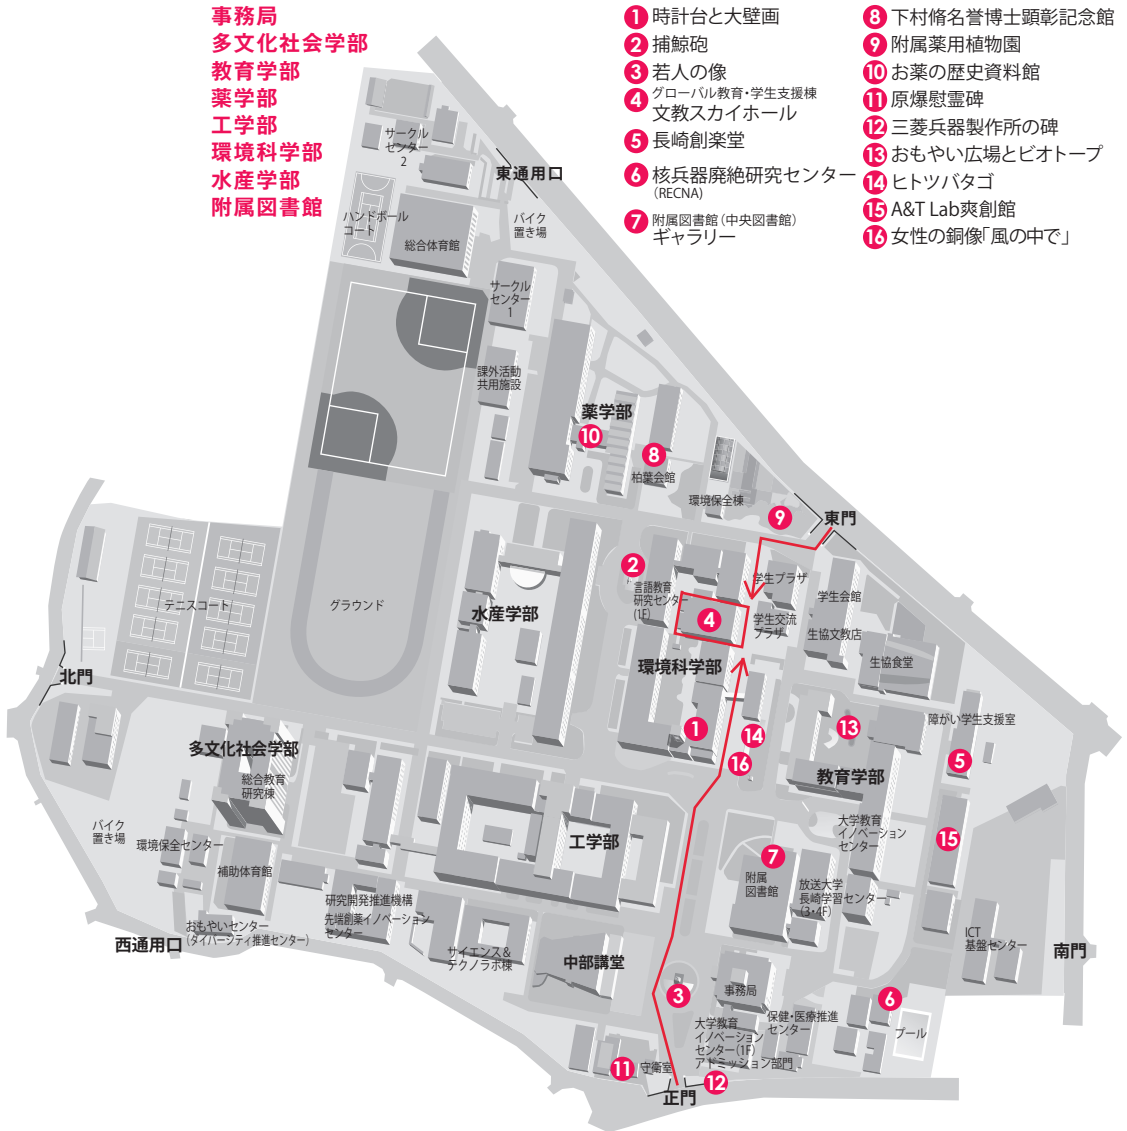 事務局
多文化社会学部
教育学部
薬学部
工学部
環境科学部
水産学部
附属図書館
1 時計台と大壁画
2 捕鯨砲
3 若人の像
4 グローバル教育・学生支援棟
文教スカイホール
5 長崎創楽堂
6 核兵器廃絶研究センター
(RECNA)
7 附属図書館(中央図書館)
ギャラリー
8 下村脩名誉博士顕彰記念館
9 附属薬用植物園
10 お薬の歴史資料館
11 原爆慰霊碑
12 三菱兵器製作所の碑
13 おもやい広場とビオトープ
14 ヒトツバタゴ
15 A&T Lab爽創館
16 女性の銅像「風の中で」
サークル
センター
2
東通用口
バイク
置き場
ハンドボール
コート
総合体育館
サークル
センター
1
課外活動
共用施設
薬学部
10
8
柏葉会館
環境保全棟
9
東門
2
言語教育
研究センター
(1F)
学生プラザ
学生会館
4
学生交流
プラザ
生協文教店
生協食堂
テニスコート
グラウンド
水産学部
環境科学部
北門
1
14
16
13
障がい学生支援室
5
教育学部
多文化社会学部
総合教育
研究棟
バイク
置き場
環境保全センター
補助体育館
工学部
大学教育
イノベーション
センター
15
7
附属
図書館
放送大学
長崎学習センター
(3・4F)
研究開発推進機構
先端創薬イノベーション
センター
おもやいセンター
(ダイバーシティ推進センター)
西通用口
サイエンス&
テクノラボ棟
中部講堂
ICT
基盤センター
南門
3
事務局
6
プール
大学教育
イノベーション
センター(1F)
アドミッション部門
保健・医療推進
センター
11
守衛室
12
正門